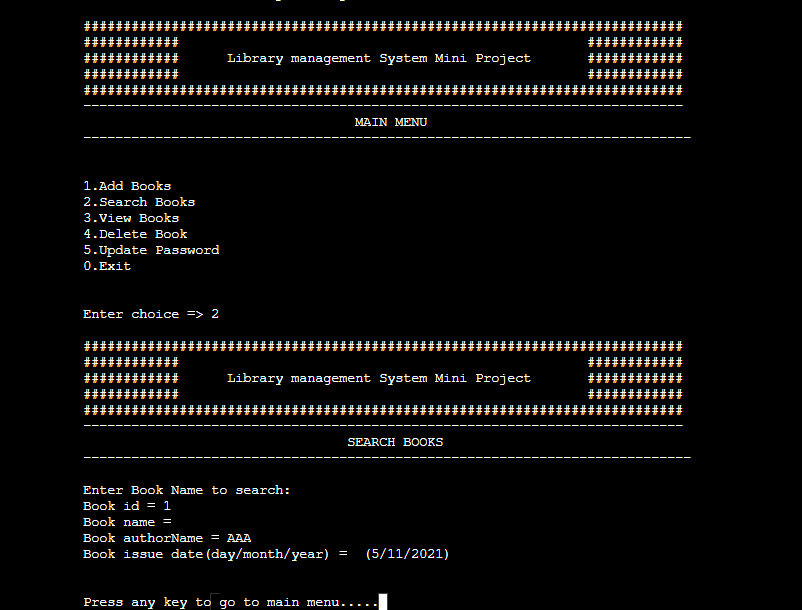 ###########################################################################
############                                                   ############
############      Library management System Mini Project       ############
############                                                   ############
###########################################################################
---------------------------------------------------------------------------
MAIN MENU
----------------------------------------------------------------------------
1.Add Books
2.Search Books
3.View Books
4.Delete Book
5.Update Password
0.Exit
Enter choice => 2
###########################################################################
############                                                   ############
############      Library management System Mini Project       ############
############                                                   ############
###########################################################################
---------------------------------------------------------------------------
SEARCH BOOKS
----------------------------------------------------------------------------
Enter Book Name to search:
Book id = 1
Book name =
Book authorName = AAA
Book issue date(day/month/year) =  (5/11/2021)
Press any key to go to main menu.....